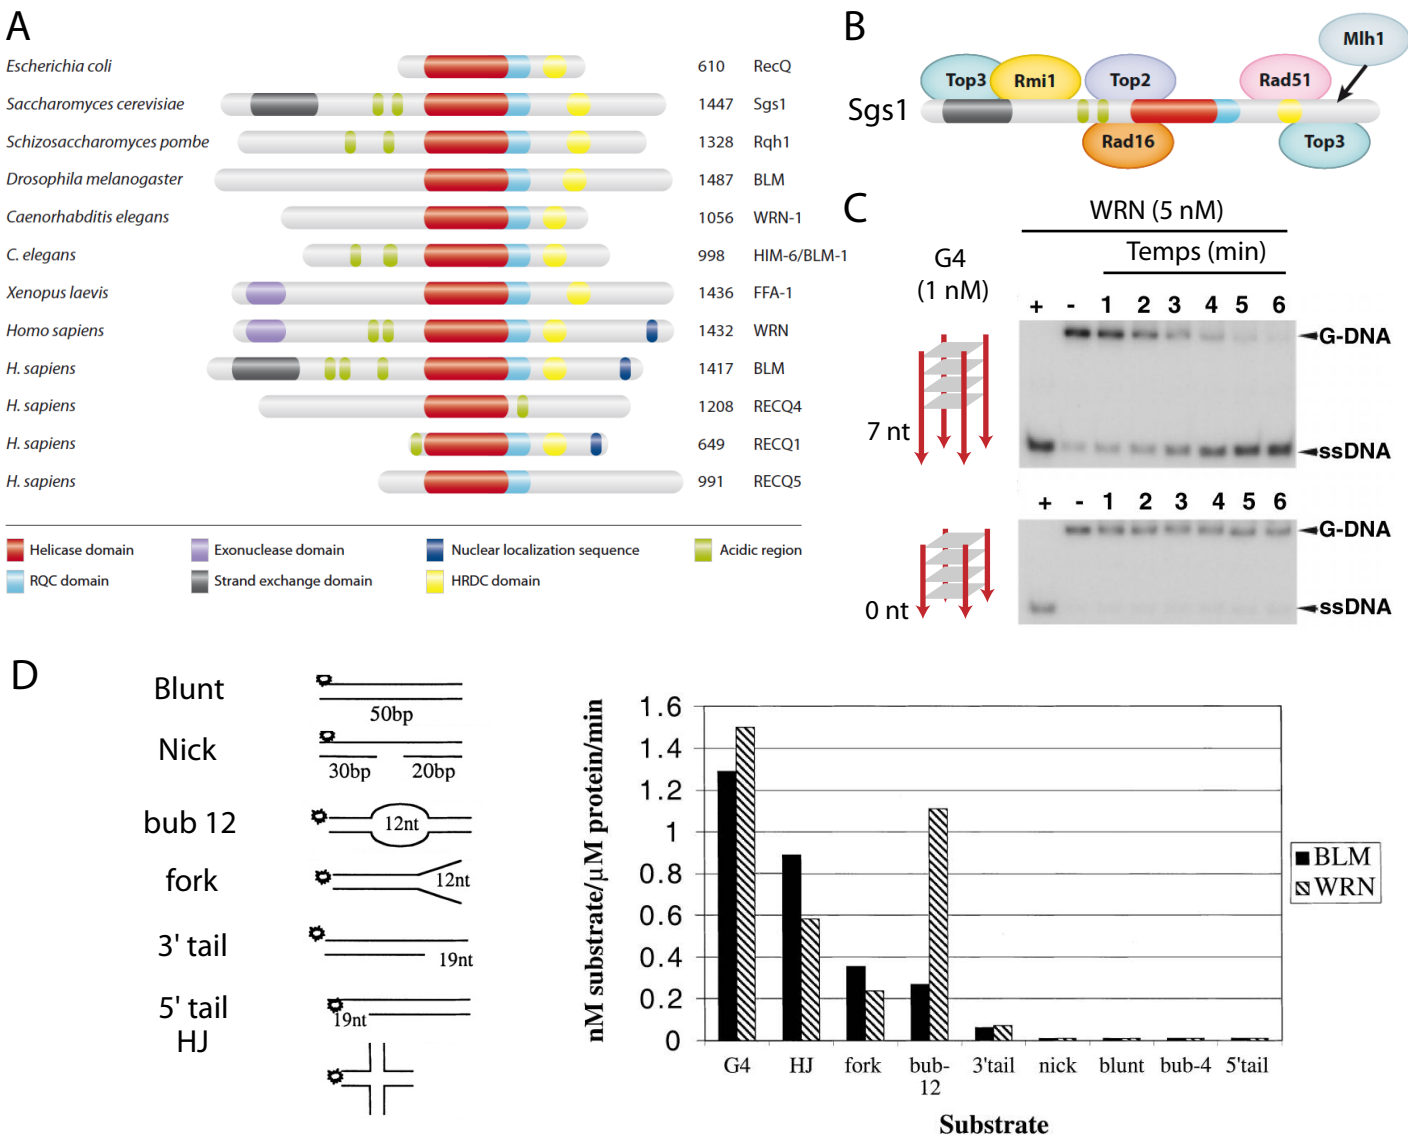 A
Escherichia coli 610 RecQ
Saccharomyces cerevisiae 1447 Sgs1
Schizosaccharomyces pombe 1328 Rqh1
Drosophila melanogaster 1487 BLM
Caenorhabditis elegans 1056 WRN-1
C. elegans 998 HIM-6/BLM-1
Xenopus laevis 1436 FFA-1
Homo sapiens 1432 WRN
H. sapiens 1417 BLM
H. sapiens 1208 RECQ4
H. sapiens 649 RECQ1
H. sapiens 991 RECQ5
Helicase domain Exonuclease domain Nuclear localization sequence Acidic region
RQC domain Strand exchange domain HRDC domain
B
Mlh1
Top3 Rmi1 Top2 Rad51
Sgs1
Rad16 Top3
C
WRN (5 nM)
Temps (min)
G4
(1 nM)
+ - 1 2 3 4 5 6
G-DNA
7 nt
ssDNA
+ - 1 2 3 4 5 6
G-DNA
0 nt
ssDNA
D
Blunt
50bp
Nick
30bp 20bp
bub 12
12nt
fork
12nt
3' tail
19nt
5' tail
19nt
HJ
nM substrate/µM protein/min
1.6
1.4
1.2
1
0.8
0.6
0.4
0.2
0
G4 HJ fork bub-12 3'tail nick blunt bub-4 5'tail
Substrate
BLM
WRN